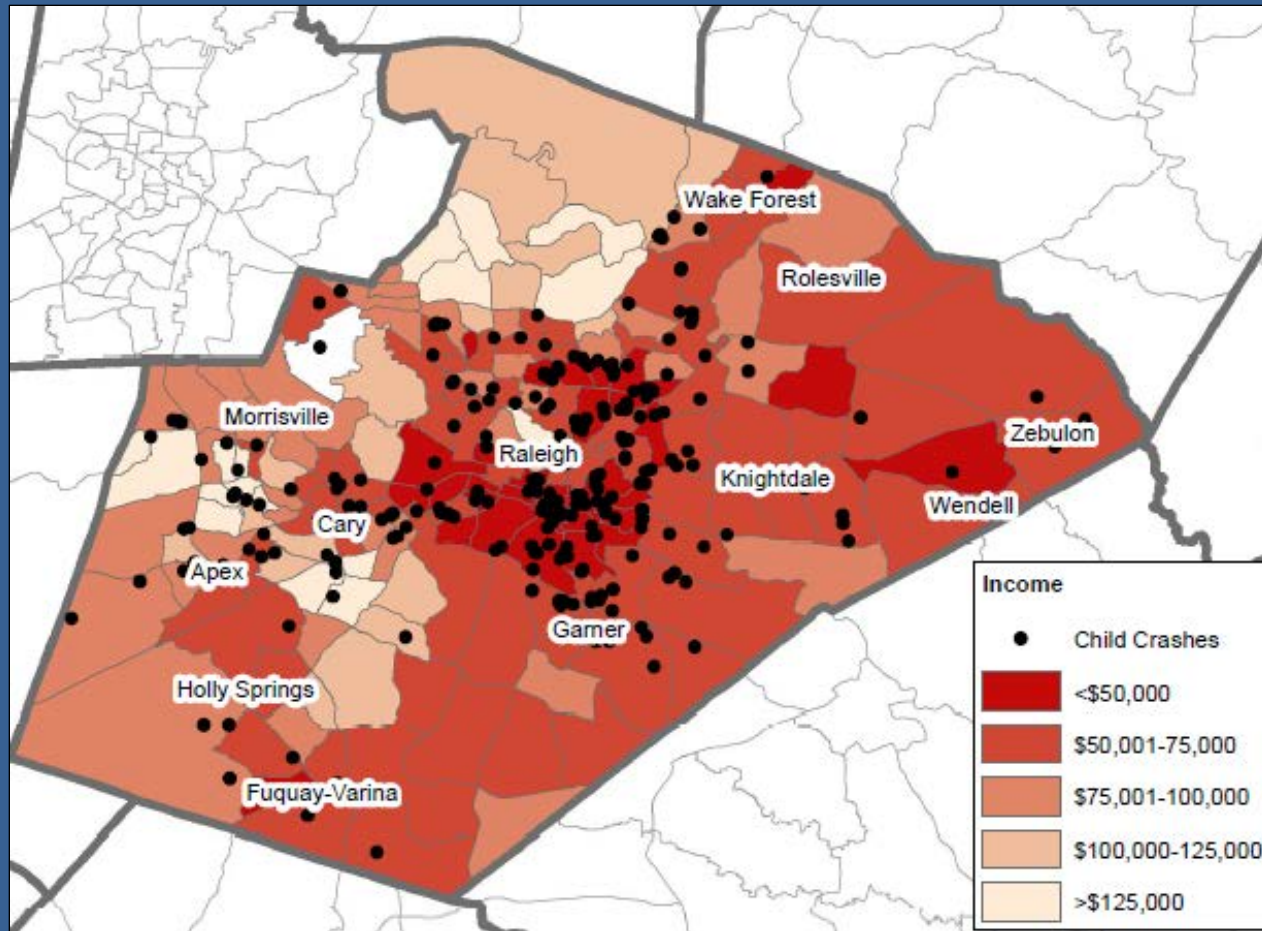 Wake Forest
Rolesville
Morrisville
Raleigh
Zebulon
Knightdale
Wendell
Cary
Apex
Garner
Holly Springs
Fuquay-Varina
Income
Child Crashes
<$50,000
$50,001-75,000
$75,001-100,000
$100,000-125,000
>$125,000